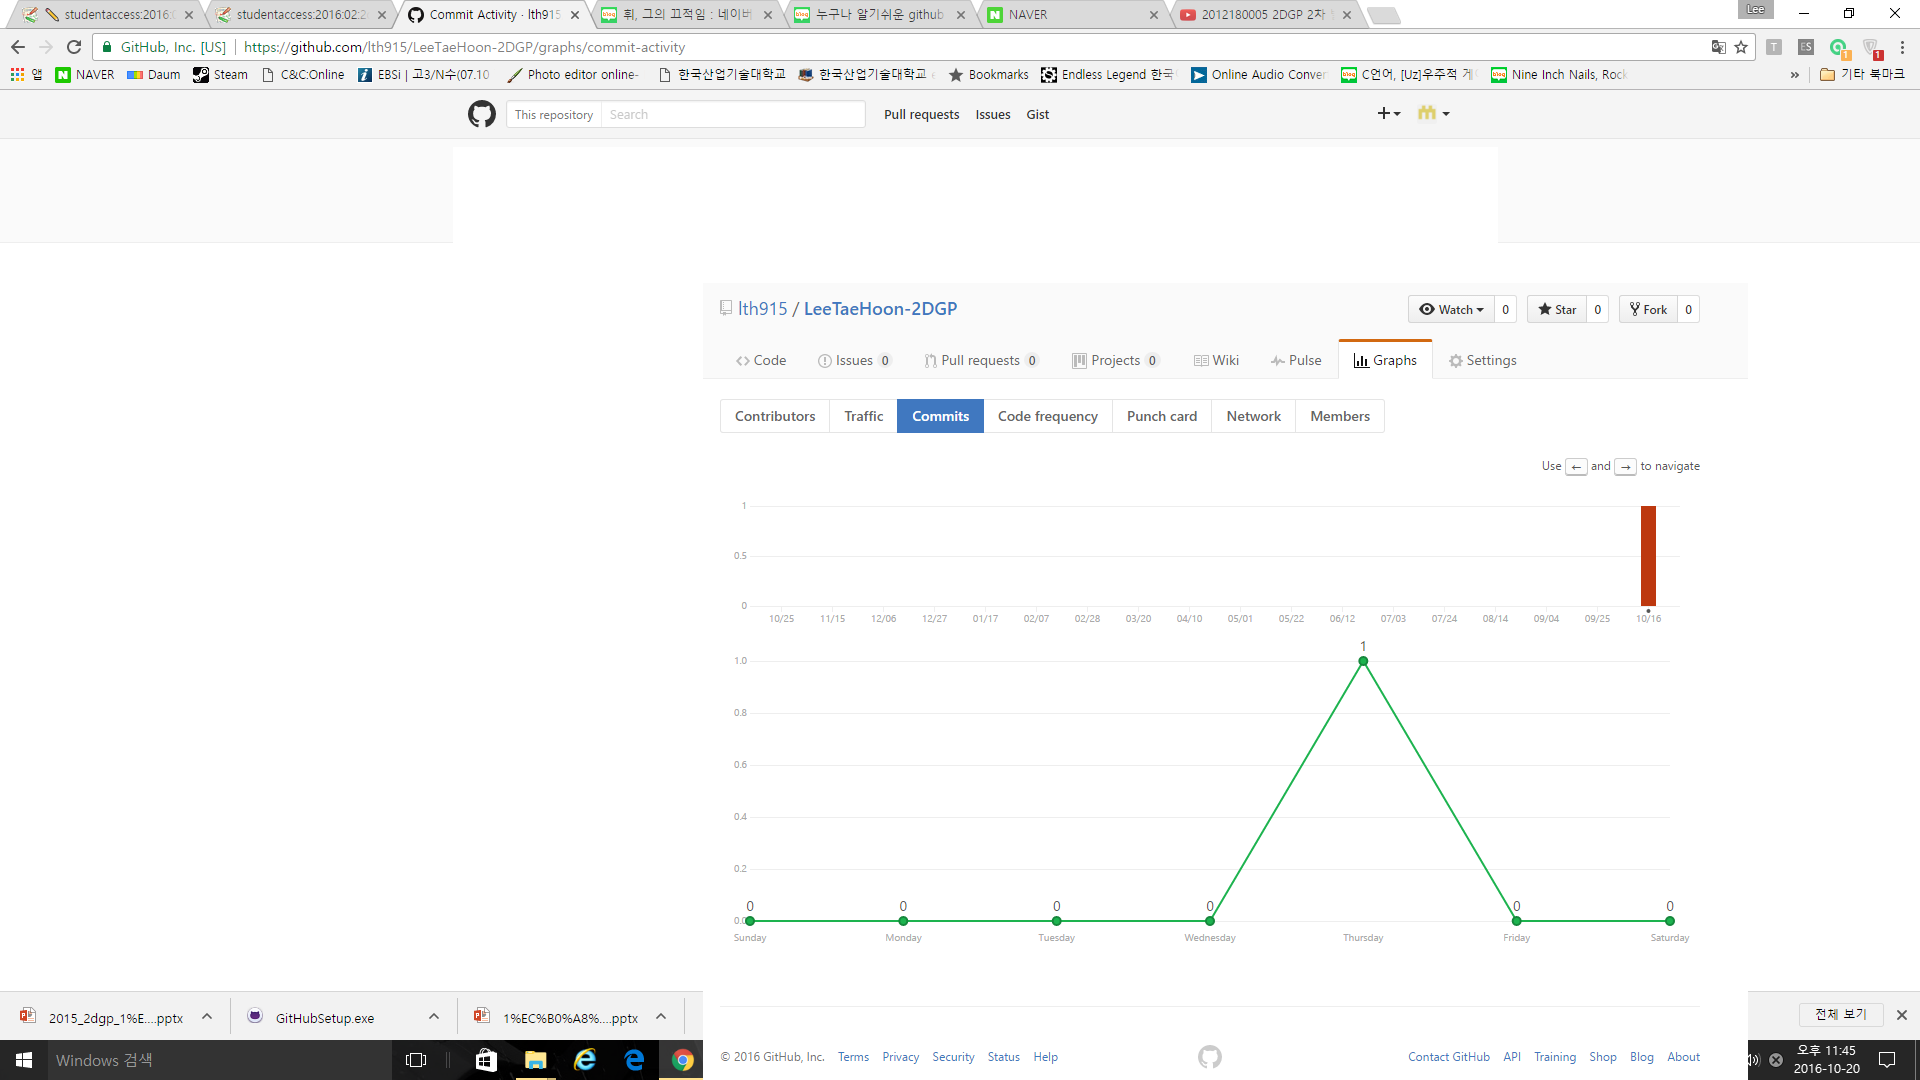 studentaccess:2016:
studentaccess:2016:02:2
Commit Activity · lth915
휘, 그의 끄적임 : 네이버
누구나 알기쉬운 github
NAVER
2012180005 2DGP 2차
Lee
GitHub, Inc. [US]
https://github.com/lth915/LeeTaeHoon-2DGP/graphs/commit-activity
앱
NAVER
Daum
Steam
C&C:Online
EBSi | 고3/N수(07.10
Photo editor online-
한국산업기술대학교
한국산업기술대학교
Bookmarks
Endless Legend 한국
Online Audio Conver
C언어, [Uz]우주적 게
Nine Inch Nails, Rock
»
기타 북마크
This repository
Search
Pull requests
Issues
Gist
lth915 / LeeTaeHoon-2DGP
Watch 0
Star 0
Fork 0
Code
Issues 0
Pull requests 0
Projects 0
Wiki
Pulse
Graphs
Settings
Contributors
Traffic
Commits
Code frequency
Punch card
Network
Members
Use ← and → to navigate
1
0.5
0
10/25 11/15 12/06 12/27 01/17 02/07 02/28 03/20 04/10 05/01 05/22 06/12 07/03 07/24 08/14 09/04 09/25 10/16
1
1.0
0.8
0.6
0.4
0.2
0 0 0 0 0 0
0.0
Sunday Monday Tuesday Wednesday Thursday Friday Saturday
2015_2dgp_1%E....pptx
GitHubSetup.exe
1%EC%B0%A8%....pptx
전체 보기
© 2016 GitHub, Inc. Terms Privacy Security Status Help
Contact GitHub API Training Shop Blog About
Windows 검색
오후 11:45
2016-10-20